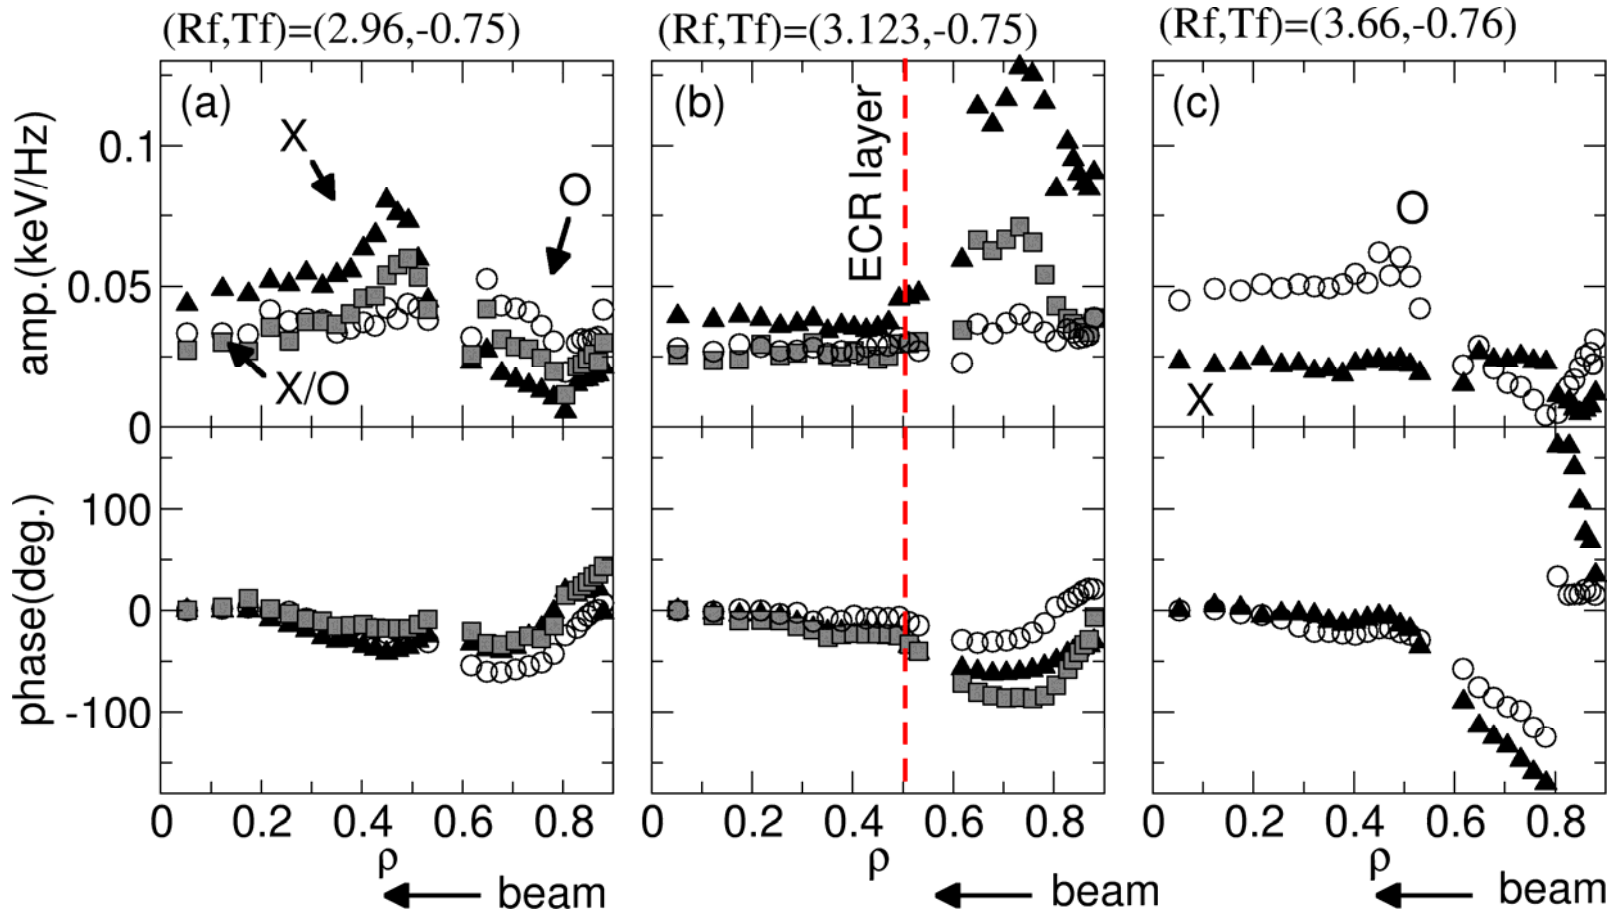 (Rf,Tf)=(2.96,-0.75)
(Rf,Tf)=(3.123,-0.75)
(Rf,Tf)=(3.66,-0.76)
(a)
(b)
(c)
amp.(keV/Hz)
0.1
0.05
0
X
O
X/O
ECR layer
O
X
phase(deg.)
100
0
-100
0 0.2 0.4 0.6 0.8
0 0.2 0.4 0.6 0.8
0 0.2 0.4 0.6 0.8
ρ
ρ
ρ
beam
beam
beam